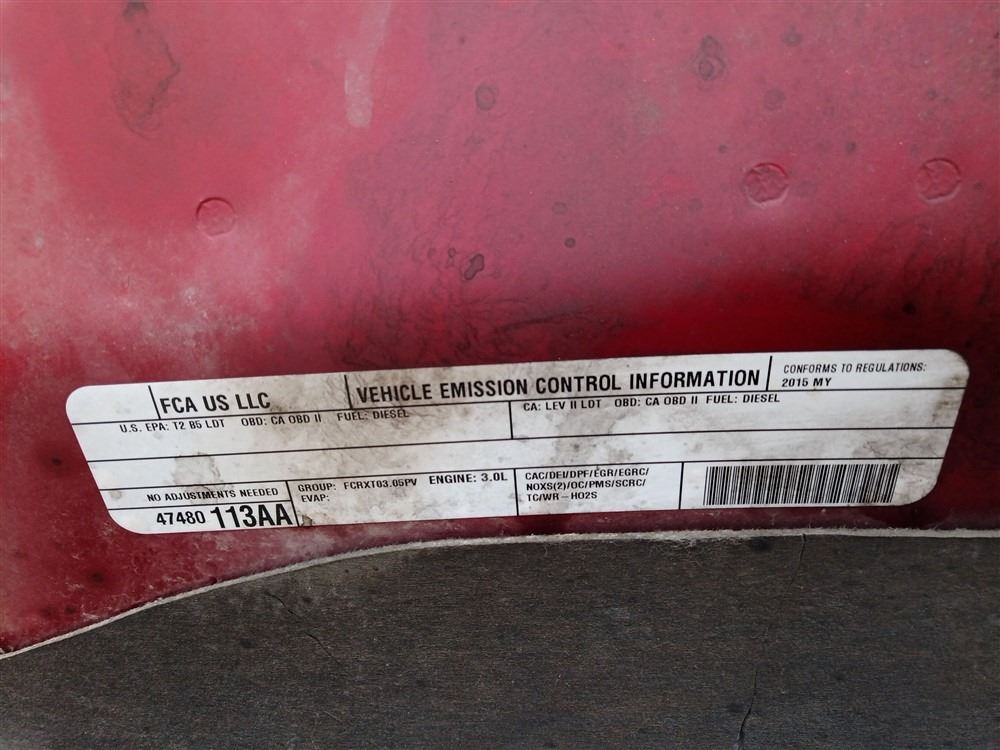 FCA US LLC
VEHICLE EMISSION CONTROL INFORMATION
CONFORMS TO REGULATIONS:
2015 MY
U.S. EPA: T2 B5 LDT OBD: CA OBD II FUEL: DIESEL
CA: LEV II LDT OBD: CA OBD II FUEL: DIESEL
NO ADJUSTMENTS NEEDED
47480 113AA
GROUP: FCRXT03.05PV ENGINE: 3.0L
EVAP:
CAC/DFI/DPF/EGR/EGRC/
NOXS(2)/OC/PMS/SCRC/
TC/WR-HO2S